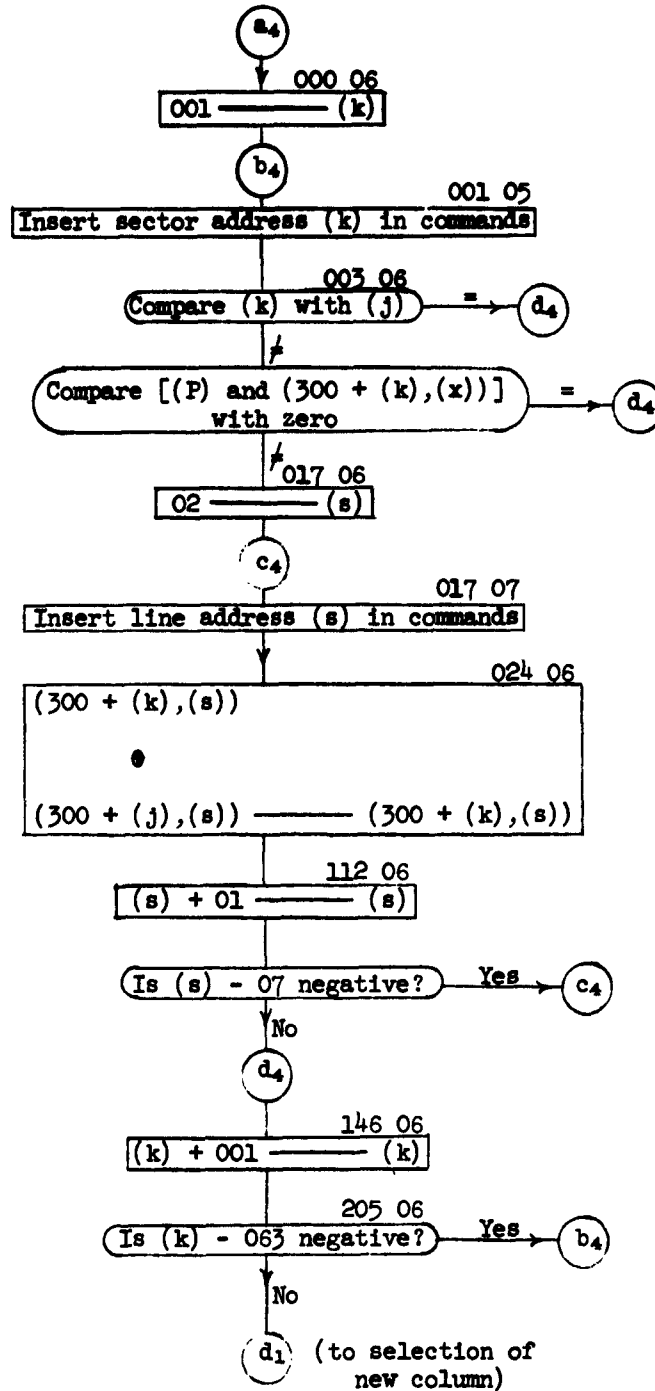 a4
000 06
001 ——— (k)
b4
001 05
Insert sector address (k) in commands
003 06
Compare (k) with (j) = d4
≠
Compare [(P) and (300 + (k),(x))] = d4
with zero
≠
017 06
02 ——— (s)
c4
017 07
Insert line address (s) in commands
024 06
(300 + (k),(s))
(300 + (j),(s)) ——— (300 + (k),(s))
112 06
(s) + 01 ——— (s)
Is (s) - 07 negative? Yes c4
No
d4
146 06
(k) + 001 ——— (k)
205 06
Is (k) - 063 negative? Yes b4
No
d1 (to selection of
new column)